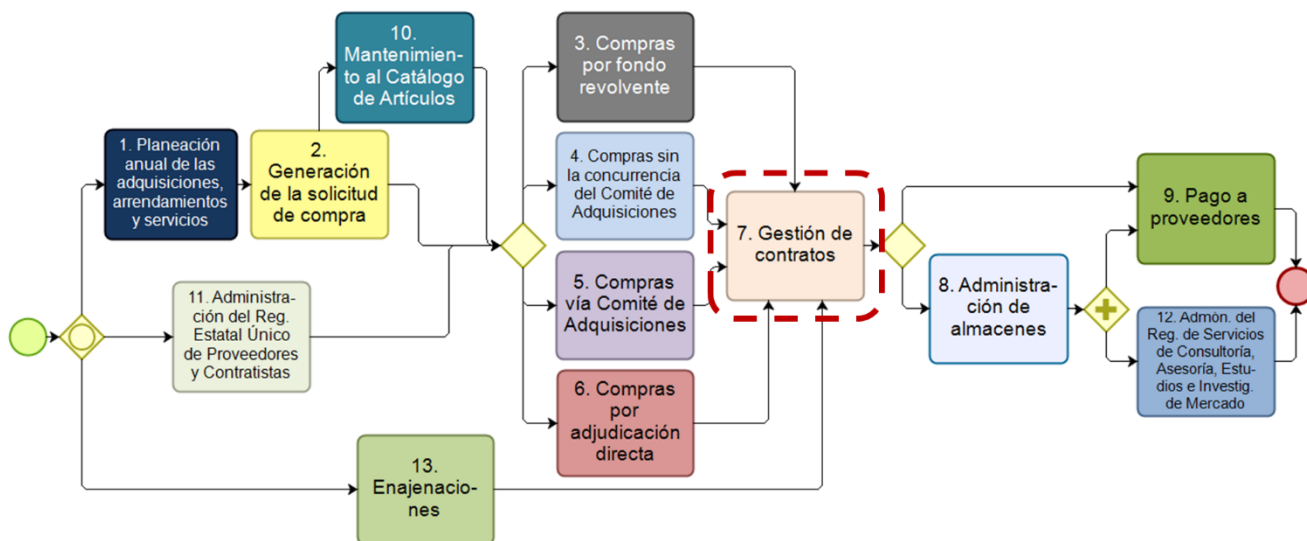 10.
Mantenimien-
to al Catálogo
de Artículos
3. Compras
por fondo
revolvente
1. Planeación
anual de las
adquisiciones,
arrendamientos
y servicios
2.
Generación
de la solicitud
de compra
4. Compras sin
la concurrencia
del Comité de
Adquisiciones
7. Gestión de
contratos
9. Pago a
proveedores
11. Administra-
ción del Reg.
Estatal Único
de Proveedores
y Contratistas
5. Compras
vía Comité de
Adquisiciones
8. Administra-
ción de
almacenes
12. Admòn. del
Reg. de Servicios
de Consultoría,
Asesoría, Estu-
dios e Investig.
de Mercado
6. Compras
por
adjudicación
directa
13.
Enajenacio-
nes